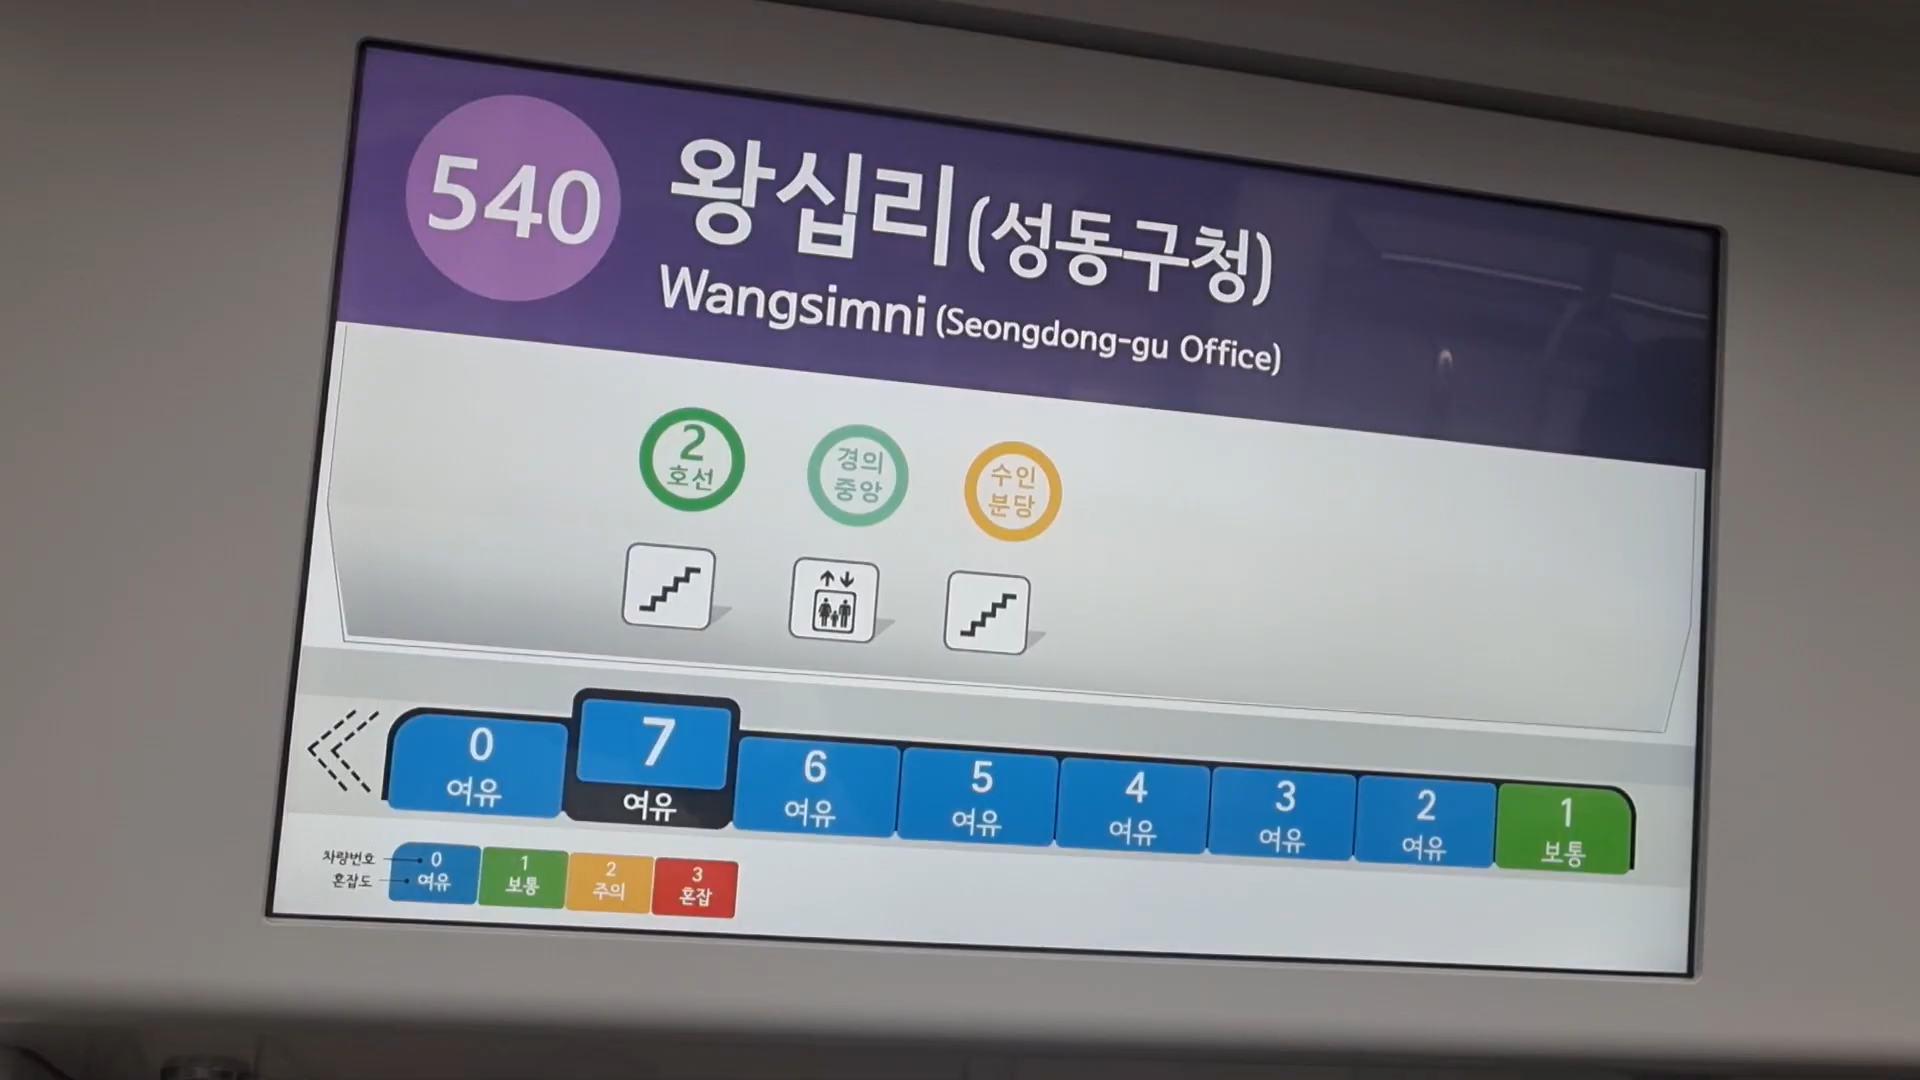 540
왕십리 (성동구청)
Wangsimni (Seongdong-gu Office)
2
호선
경의
중앙
수인
분당
0 7 6 5 4 3 2 1
여유 여유 여유 여유 여유 여유 여유 보통
차량번호 0 1 2 3
혼잡도 여유 보통 주의 혼잡